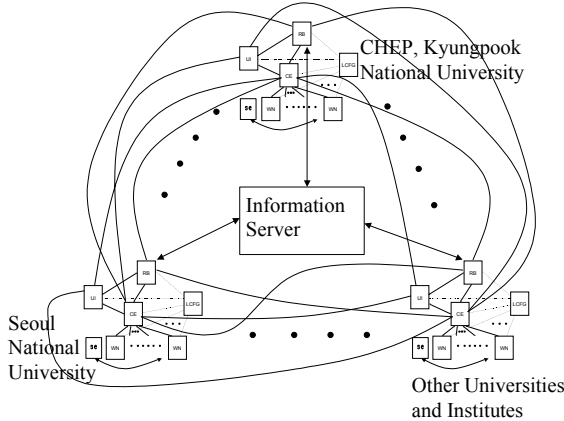 RB
UI
CHEP, Kyungpook
National University
LCFG
CE
se
WN
WN
Information
Server
RB
UI
LCFG
CE
Seoul
National
University
se
WN
WN
RB
UI
LCFG
CE
se
WN
WN
Other Universities
and Institutes